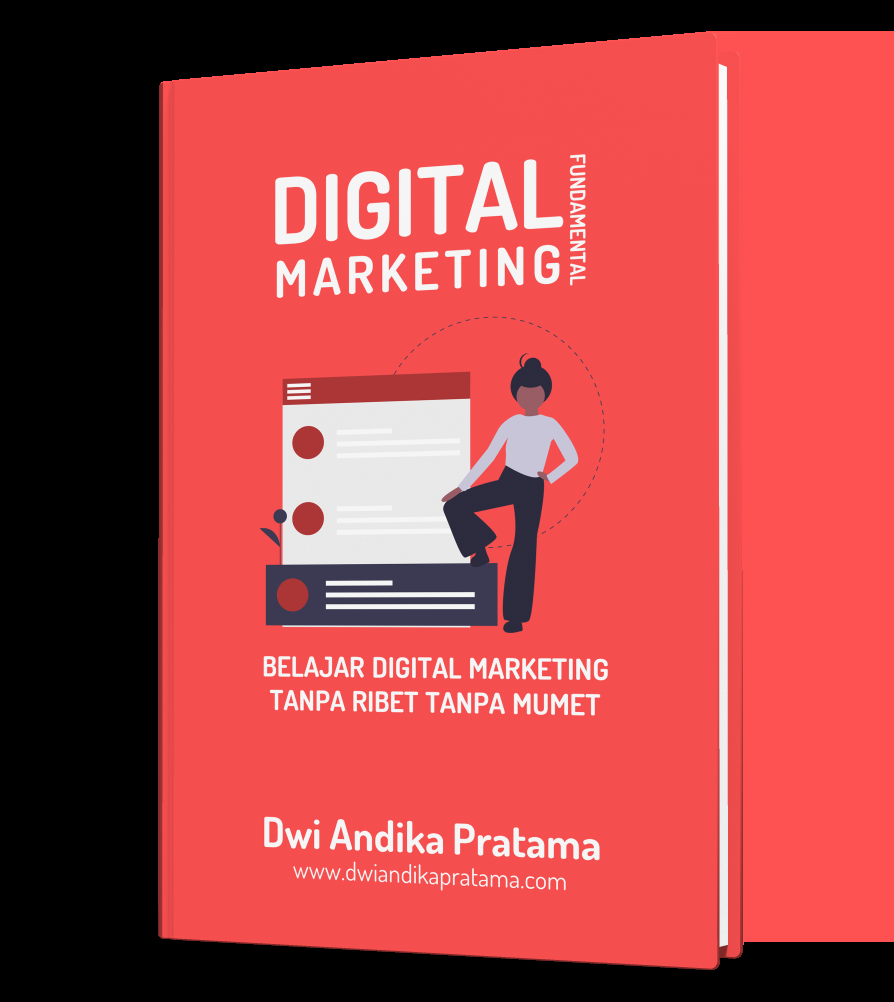 DIGITAL
MARKETING
FUNDAMENTAL
BELAJAR DIGITAL MARKETING
TANPA RIBET TANPA MUMET
Dwi Andika Pratama
www.dwiandikapratama.com